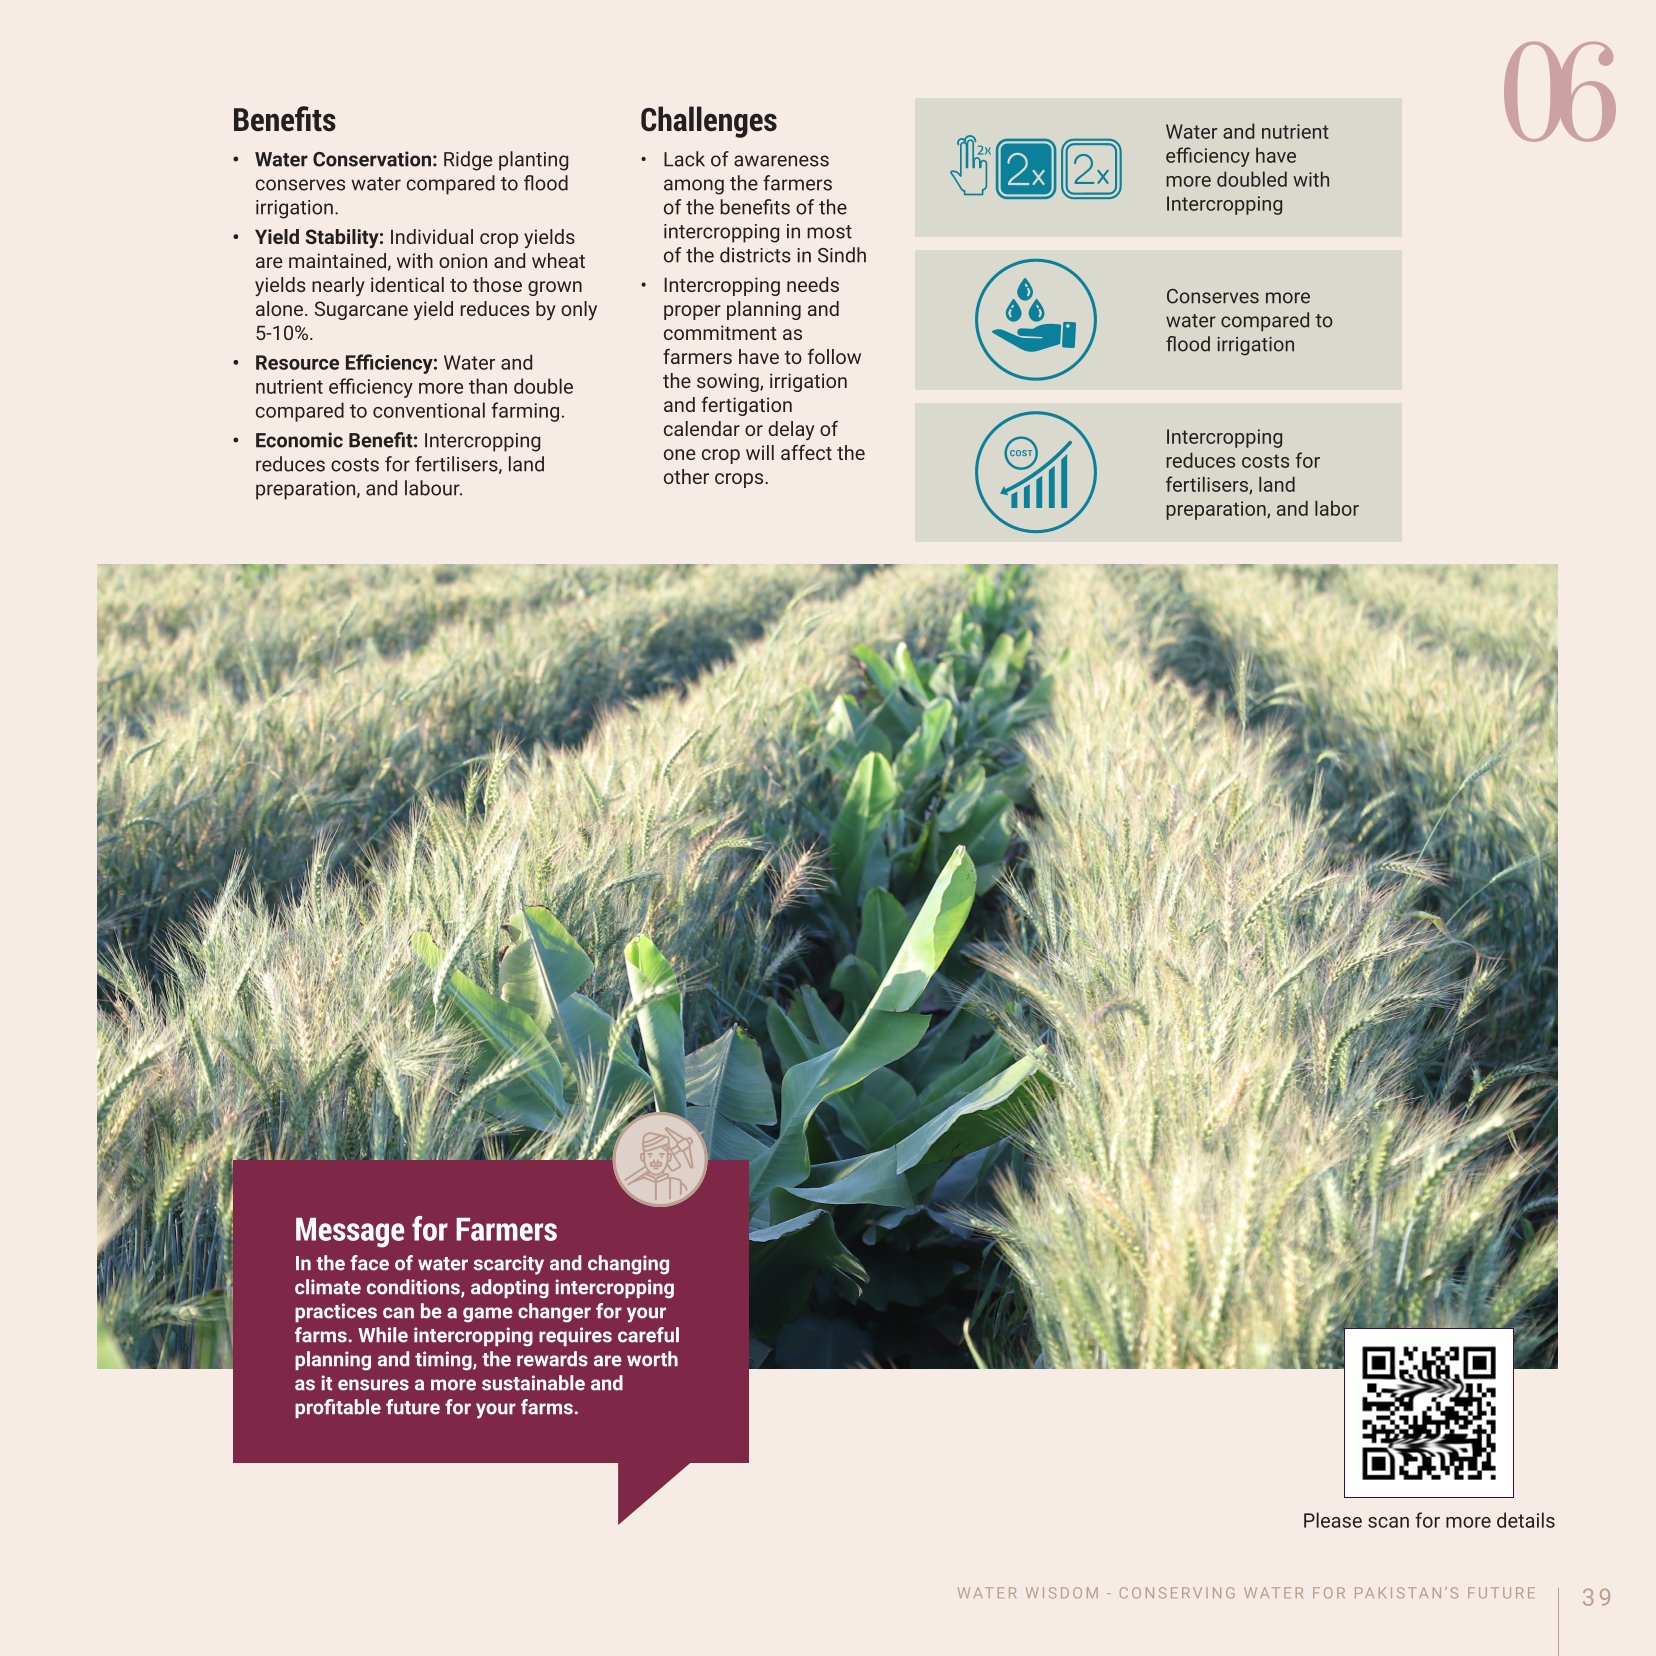 06
Benefits
• Water Conservation: Ridge planting
conserves water compared to flood
irrigation.
• Yield Stability: Individual crop yields
are maintained, with onion and wheat
yields nearly identical to those grown
alone. Sugarcane yield reduces by only
5-10%.
• Resource Efficiency: Water and
nutrient efficiency more than double
compared to conventional farming.
• Economic Benefit: Intercropping
reduces costs for fertilisers, land
preparation, and labour.
Challenges
• Lack of awareness
among the farmers
of the benefits of the
intercropping in most
of the districts in Sindh
• Intercropping needs
proper planning and
commitment as
farmers have to follow
the sowing, irrigation
and fertigation
calendar or delay of
one crop will affect the
other crops.
2x 2x 2x
Water and nutrient
efficiency have
more doubled with
Intercropping
Conserves more
water compared to
flood irrigation
COST
Intercropping
reduces costs for
fertilisers, land
preparation, and labor
Message for Farmers
In the face of water scarcity and changing
climate conditions, adopting intercropping
practices can be a game changer for your
farms. While intercropping requires careful
planning and timing, the rewards are worth
as it ensures a more sustainable and
profitable future for your farms.
Please scan for more details
WATER WISDOM - CONSERVING WATER FOR PAKISTAN'S FUTURE
39